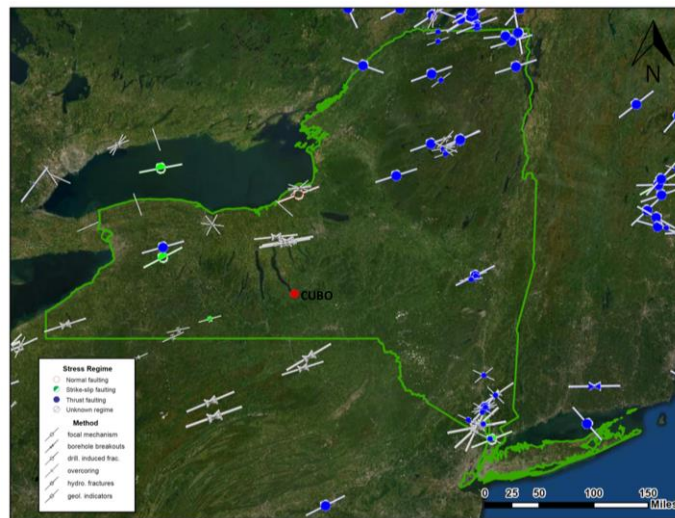 N
CUBO
Stress Regime
Normal faulting
Strike-slip faulting
Thrust faulting
Unknown regime
Method
focal mechanism
borehole breakouts
drill. induced frac.
overcoring
hydro. fractures
geol. indicators
0 25 50 100 150
Miles